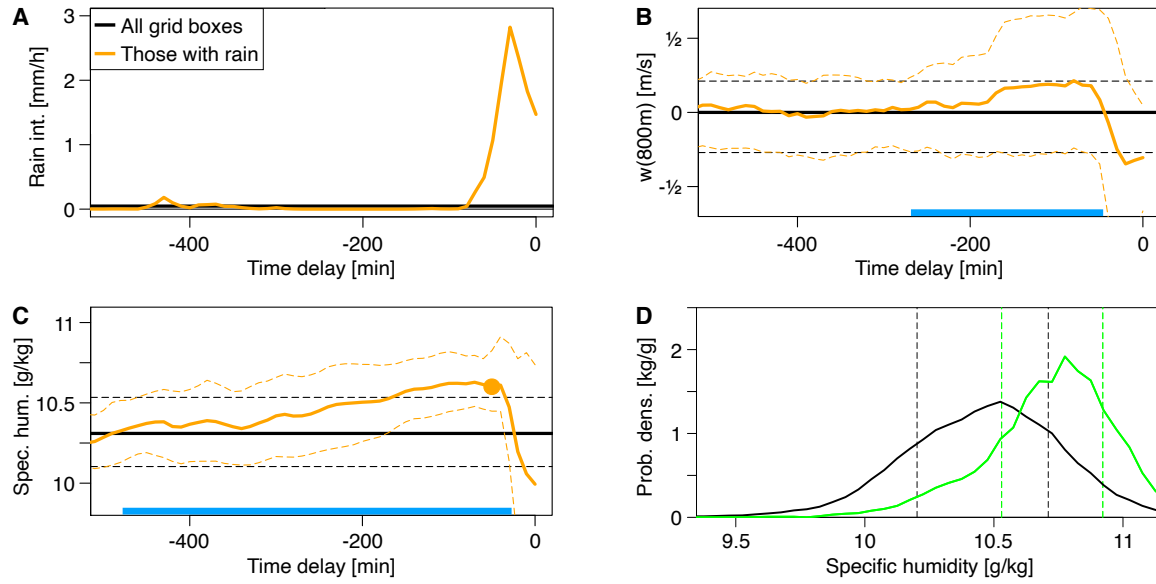 A
All grid boxes
Those with rain
Rain int. [mm/h]
3
2
1
0
-400
-200
0
Time delay [min]
B
w(800m) [m/s]
½
0
-½
-400
-200
0
Time delay [min]
C
Spec. hum. [g/kg]
11
10.5
10
-400
-200
0
Time delay [min]
D
Prob. dens. [kg/g]
2
1
0
9.5
10
10.5
11
Specific humidity [g/kg]